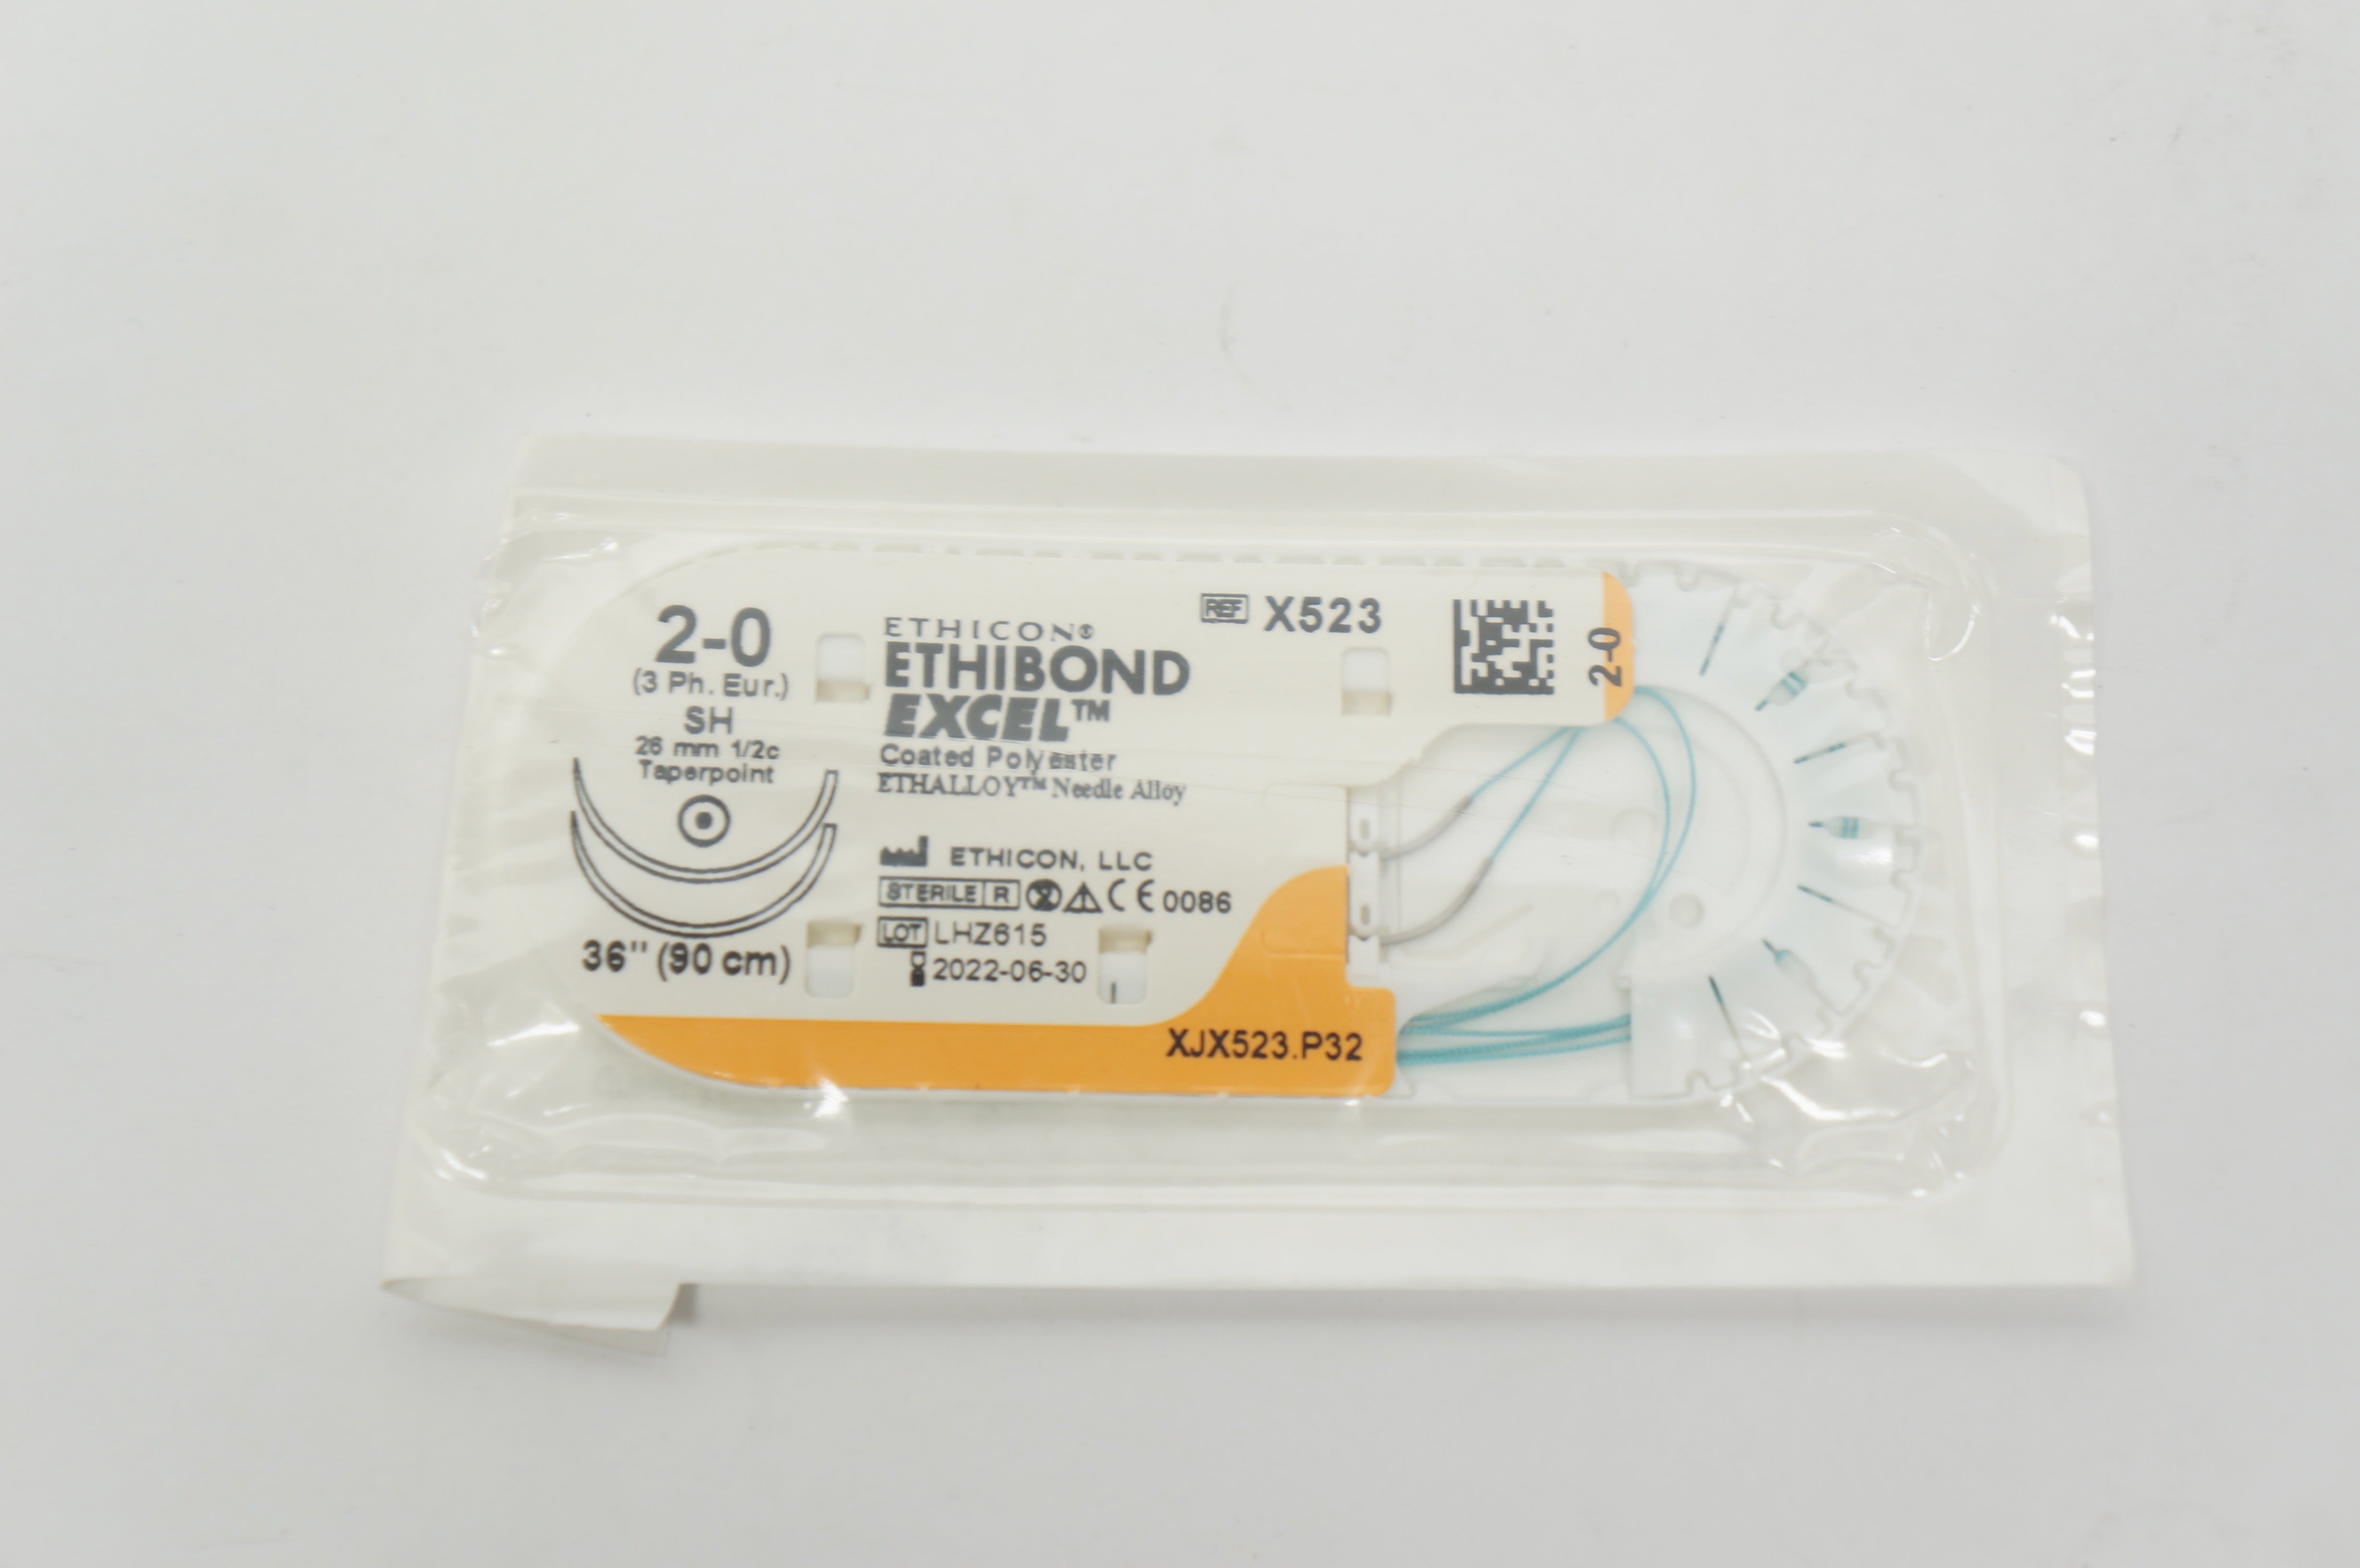 2-0
(3 Ph. Eur.)
SH
26 mm 1/2c
Taperpoint
36" (90 cm)
ETHICON®
ETHIBOND
EXCEL™
Coated Polyester
ETHALLOY™ Needle Alloy
ETHICON, LLC
STERILE R 2 CE 0086
LOT LHZ615
2022-06-30
REF X523
2-0
XJX523.P32